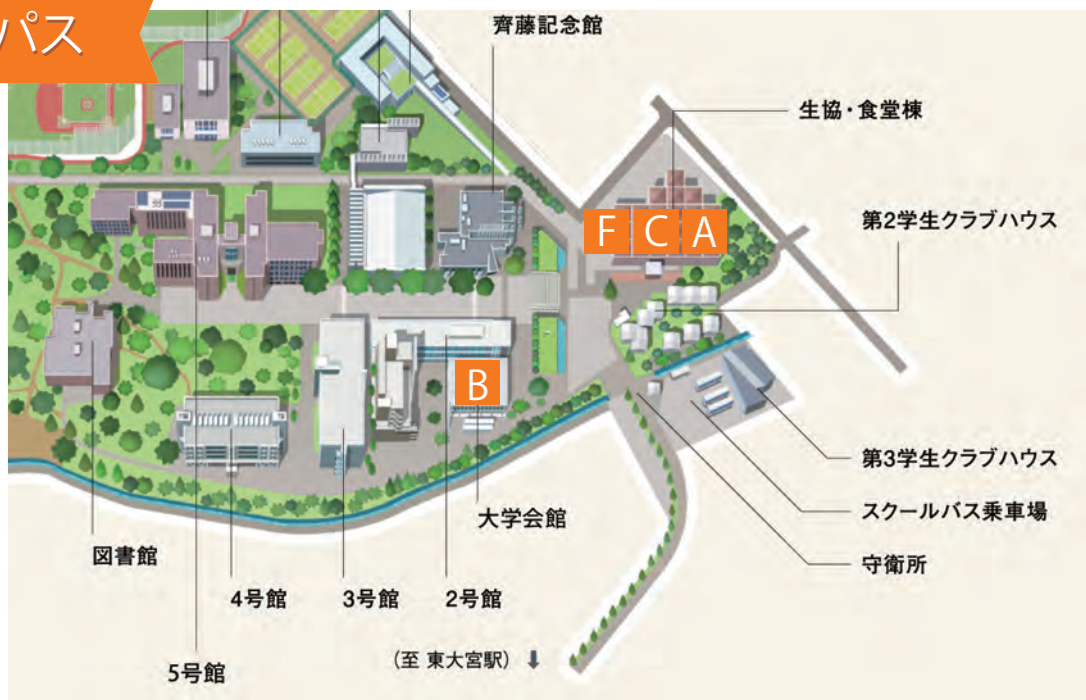 パス
齊藤記念館
生協・食堂棟
第2学生クラブハウス
F C A
B
第3学生クラブハウス
大学会館
スクールバス乗車場
図書館
守衛所
4号館
3号館
2号館
(至 東大宮駅) ⬇
5号館